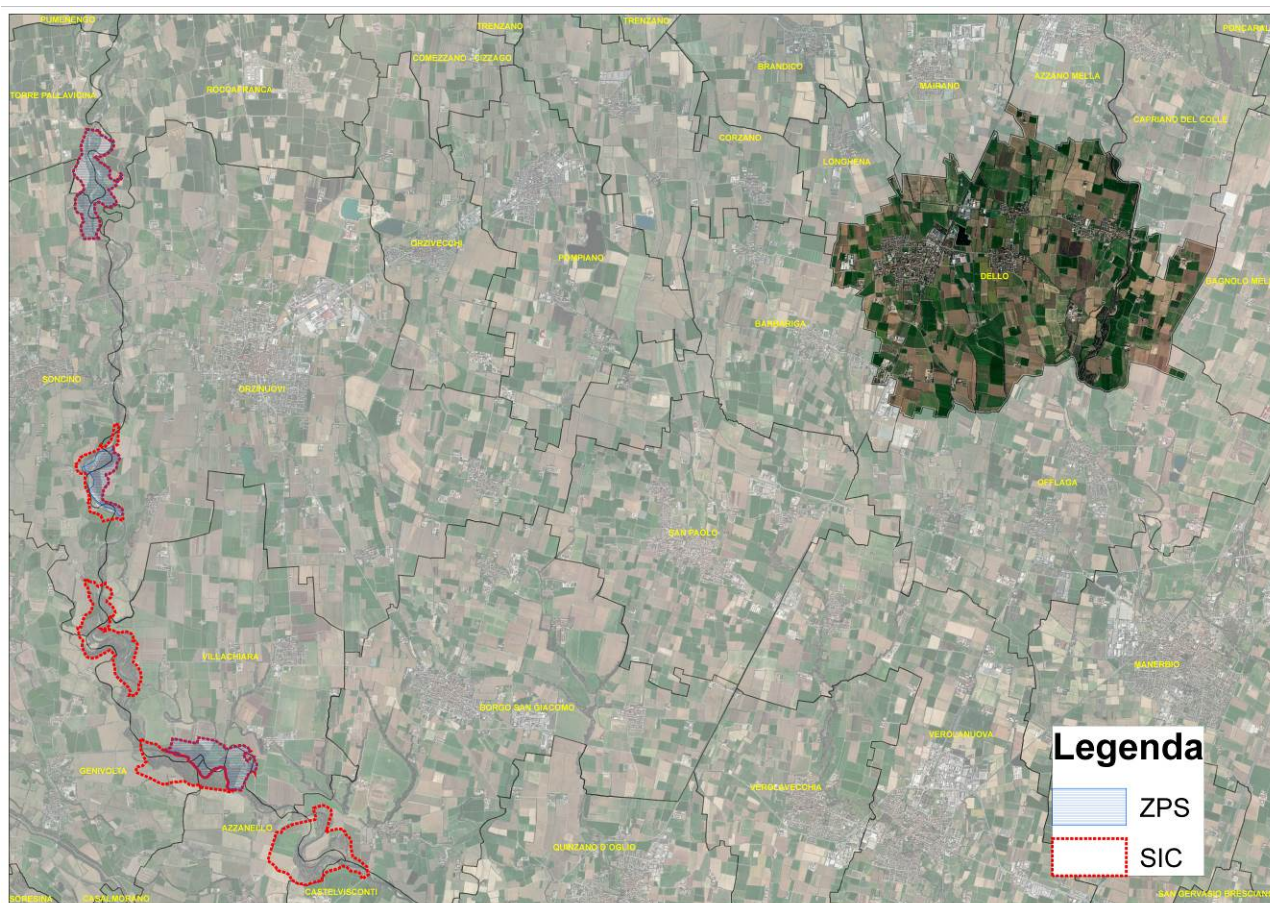 PUMENENGO
TRENZANO
TRENZANO
PONCARAL
COMEZZANO - CIZZAGO
BRANDICO
AZZANO MELLA
MAIRANO
TORRE PALLAVICINA
ROCCAFRANCA
CAPRIANO DEL COLLE
CORZANO
LONGHENA
ORZIVECCHI
POMPIANO
DELLO
BAGNOLO MEL
BARBARIGA
SONCINO
ORZINUOVI
OFFLAGA
SAN PAOLO
VILLACHIARA
MANERBIO
BORGO SAN GIACOMO
VEROLANUOVA
GENIVOLTA
VEROLAVECCHIA
AZZANELLO
QUINZANO D'OGLIO
CASTELVISCONTI
SORESINA
CASALMORANO
SAN GERVASIO BRESCIANO
Legenda
ZPS
SIC